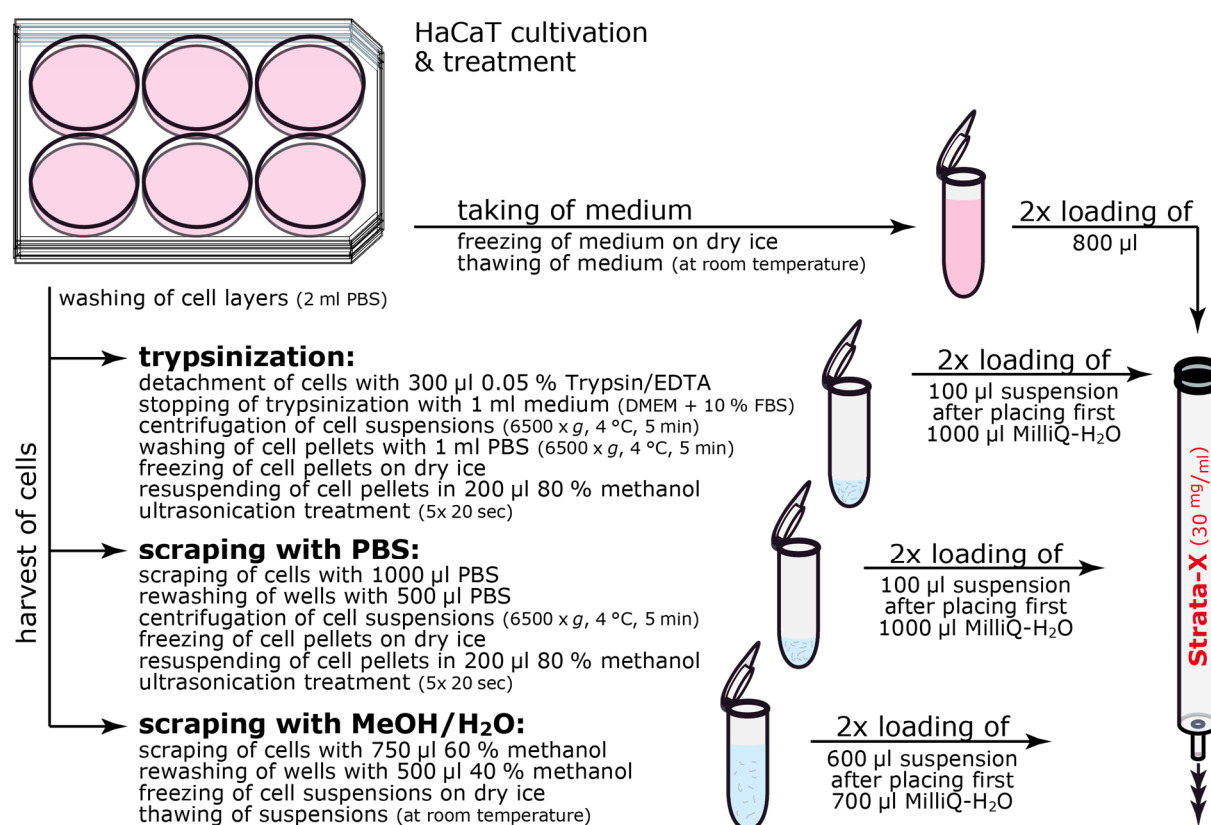 HaCaT cultivation
& treatment
taking of medium
freezing of medium on dry ice
thawing of medium (at room temperature)
2x loading of
800 µl
washing of cell layers (2 ml PBS)
harvest of cells
trypsinization:
detachment of cells with 300 µl 0.05 % Trypsin/EDTA
stopping of trypsinization with 1 ml medium (DMEM + 10 % FBS)
centrifugation of cell suspensions (6500 x g, 4 °C, 5 min)
washing of cell pellets with 1 ml PBS (6500 x g, 4 °C, 5 min)
freezing of cell pellets on dry ice
resuspending of cell pellets in 200 µl 80 % methanol
ultrasonication treatment (5x 20 sec)
2x loading of
100 µl suspension
after placing first
1000 µl MilliQ-H₂O
scraping with PBS:
scraping of cells with 1000 µl PBS
rewashing of wells with 500 µl PBS
centrifugation of cell suspensions (6500 x g, 4 °C, 5 min)
freezing of cell pellets on dry ice
resuspending of cell pellets in 200 µl 80 % methanol
ultrasonication treatment (5x 20 sec)
2x loading of
100 µl suspension
after placing first
1000 µl MilliQ-H₂O
scraping with MeOH/H₂O:
scraping of cells with 750 µl 60 % methanol
rewashing of wells with 500 µl 40 % methanol
freezing of cell suspensions on dry ice
thawing of suspensions (at room temperature)
2x loading of
600 µl suspension
after placing first
700 µl MilliQ-H₂O
Strata-X (30 mg/ml)